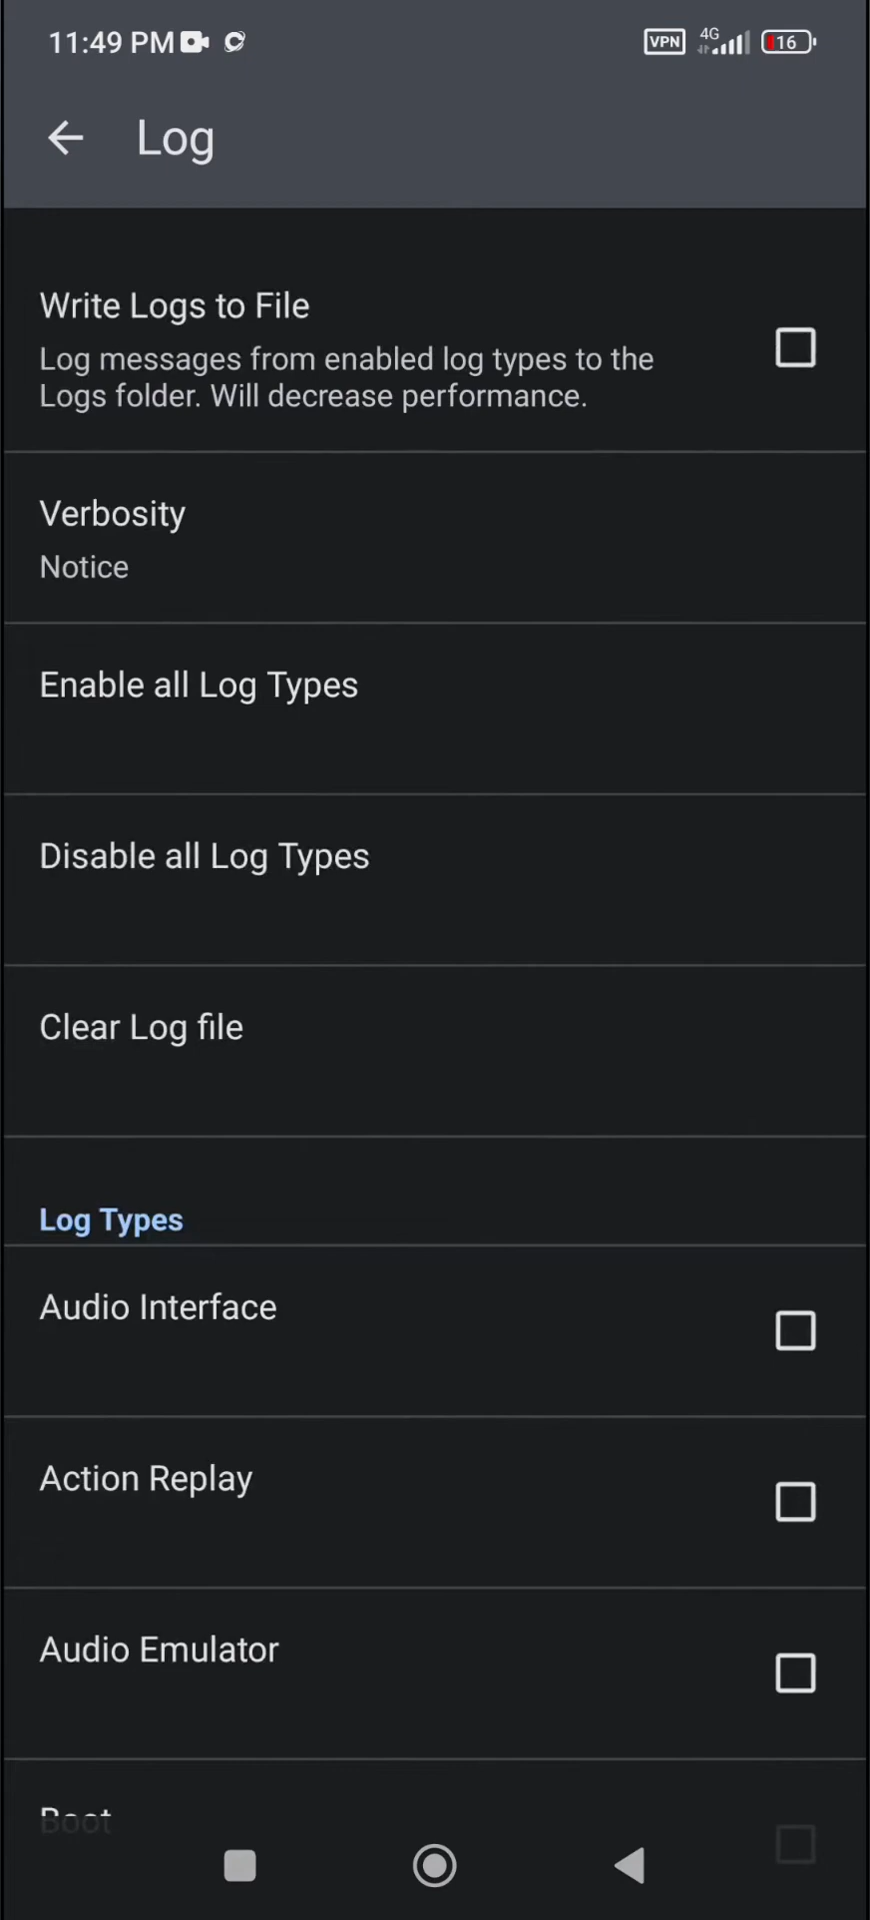 11:49 PM VPN 4G 16
Log
Write Logs to File
Log messages from enabled log types to the
Logs folder. Will decrease performance.
Verbosity
Notice
Enable all Log Types
Disable all Log Types
Clear Log file
Log Types
Audio Interface
Action Replay
Audio Emulator
Boot